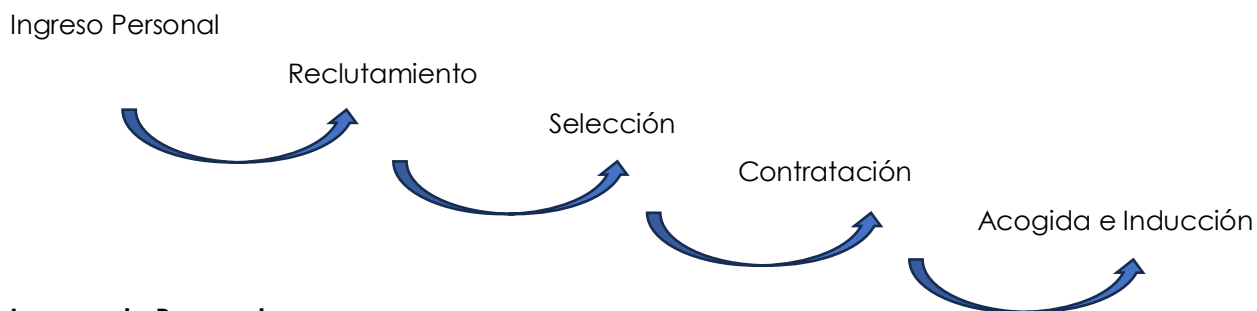 Ingreso Personal
Reclutamiento
Selección
Contratación
Acogida e Inducción